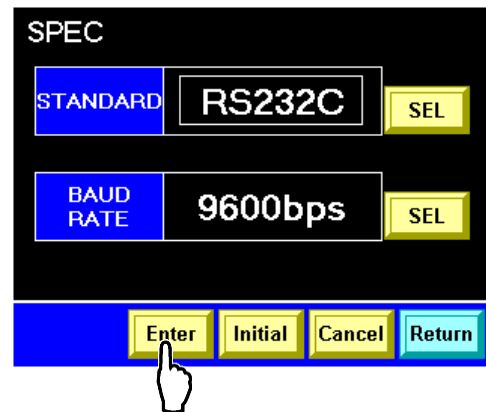 SPEC
STANDARD RS232C SEL
BAUD
RATE 9600bps SEL
Enter Initial Cancel Return